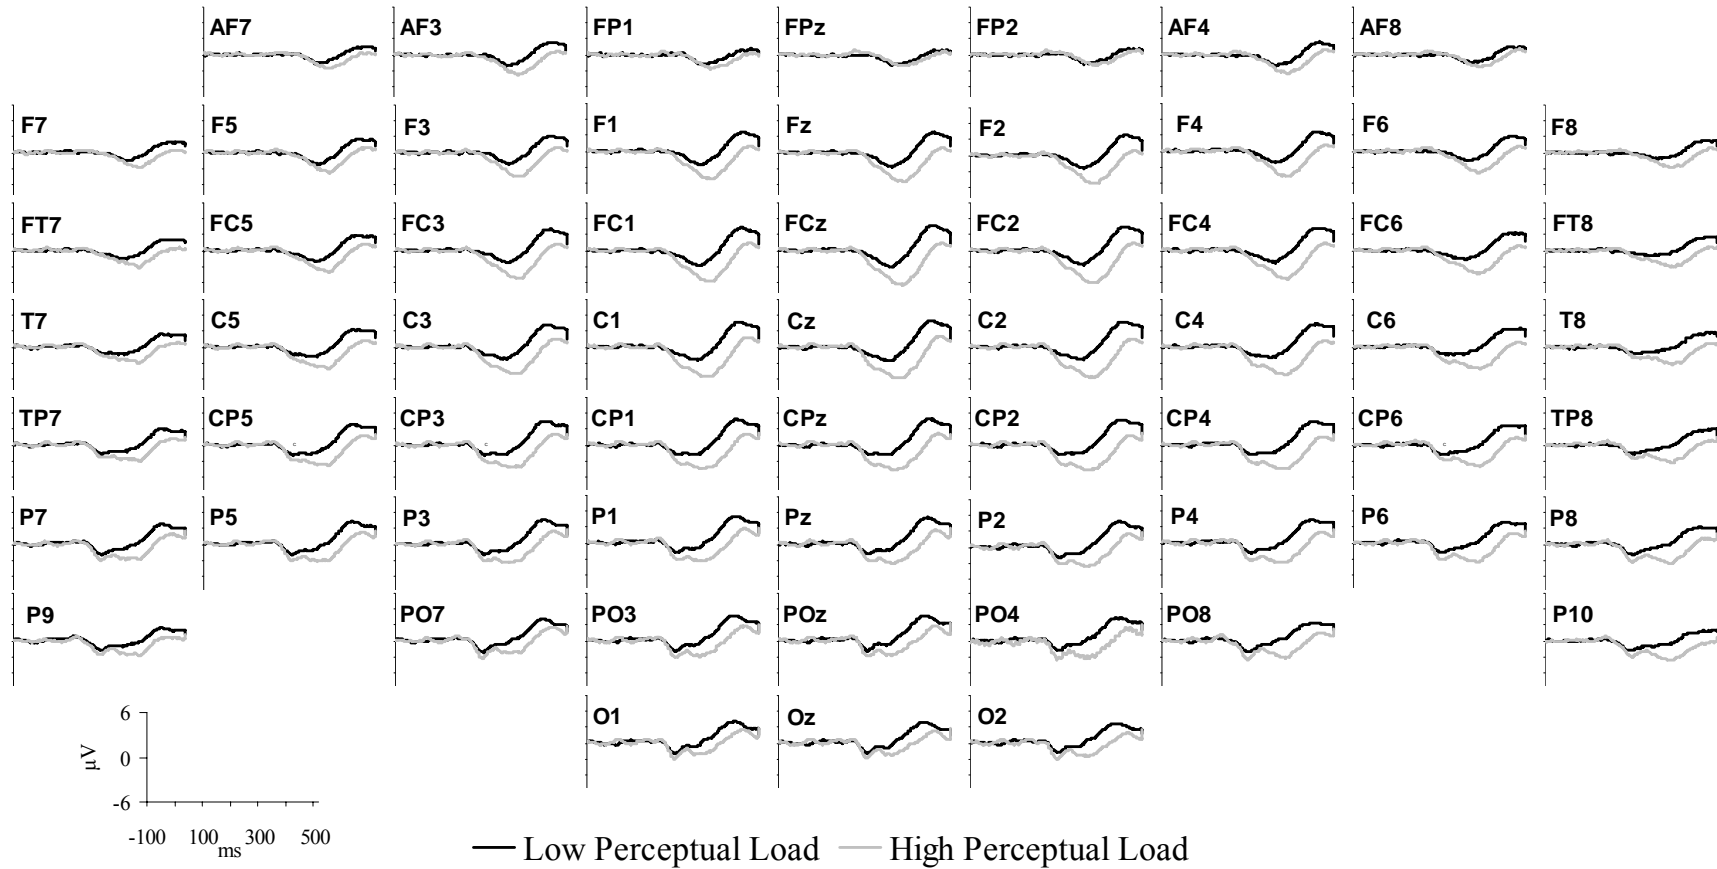 AF7 AF3 FP1 FPz FP2 AF4 AF8
F7 F5 F3 F1 Fz F2 F4 F6 F8
FT7 FC5 FC3 FC1 FCz FC2 FC4 FC6 FT8
T7 C5 C3 C1 Cz C2 C4 C6 T8
TP7 CP5 CP3 CP1 CPz CP2 CP4 CP6 TP8
P7 P5 P3 P1 Pz P2 P4 P6 P8
P9 PO7 PO3 POz PO4 PO8 P10
O1 Oz O2
6
μV
0
-6
-100 100 300 500
ms
Low Perceptual Load High Perceptual Load